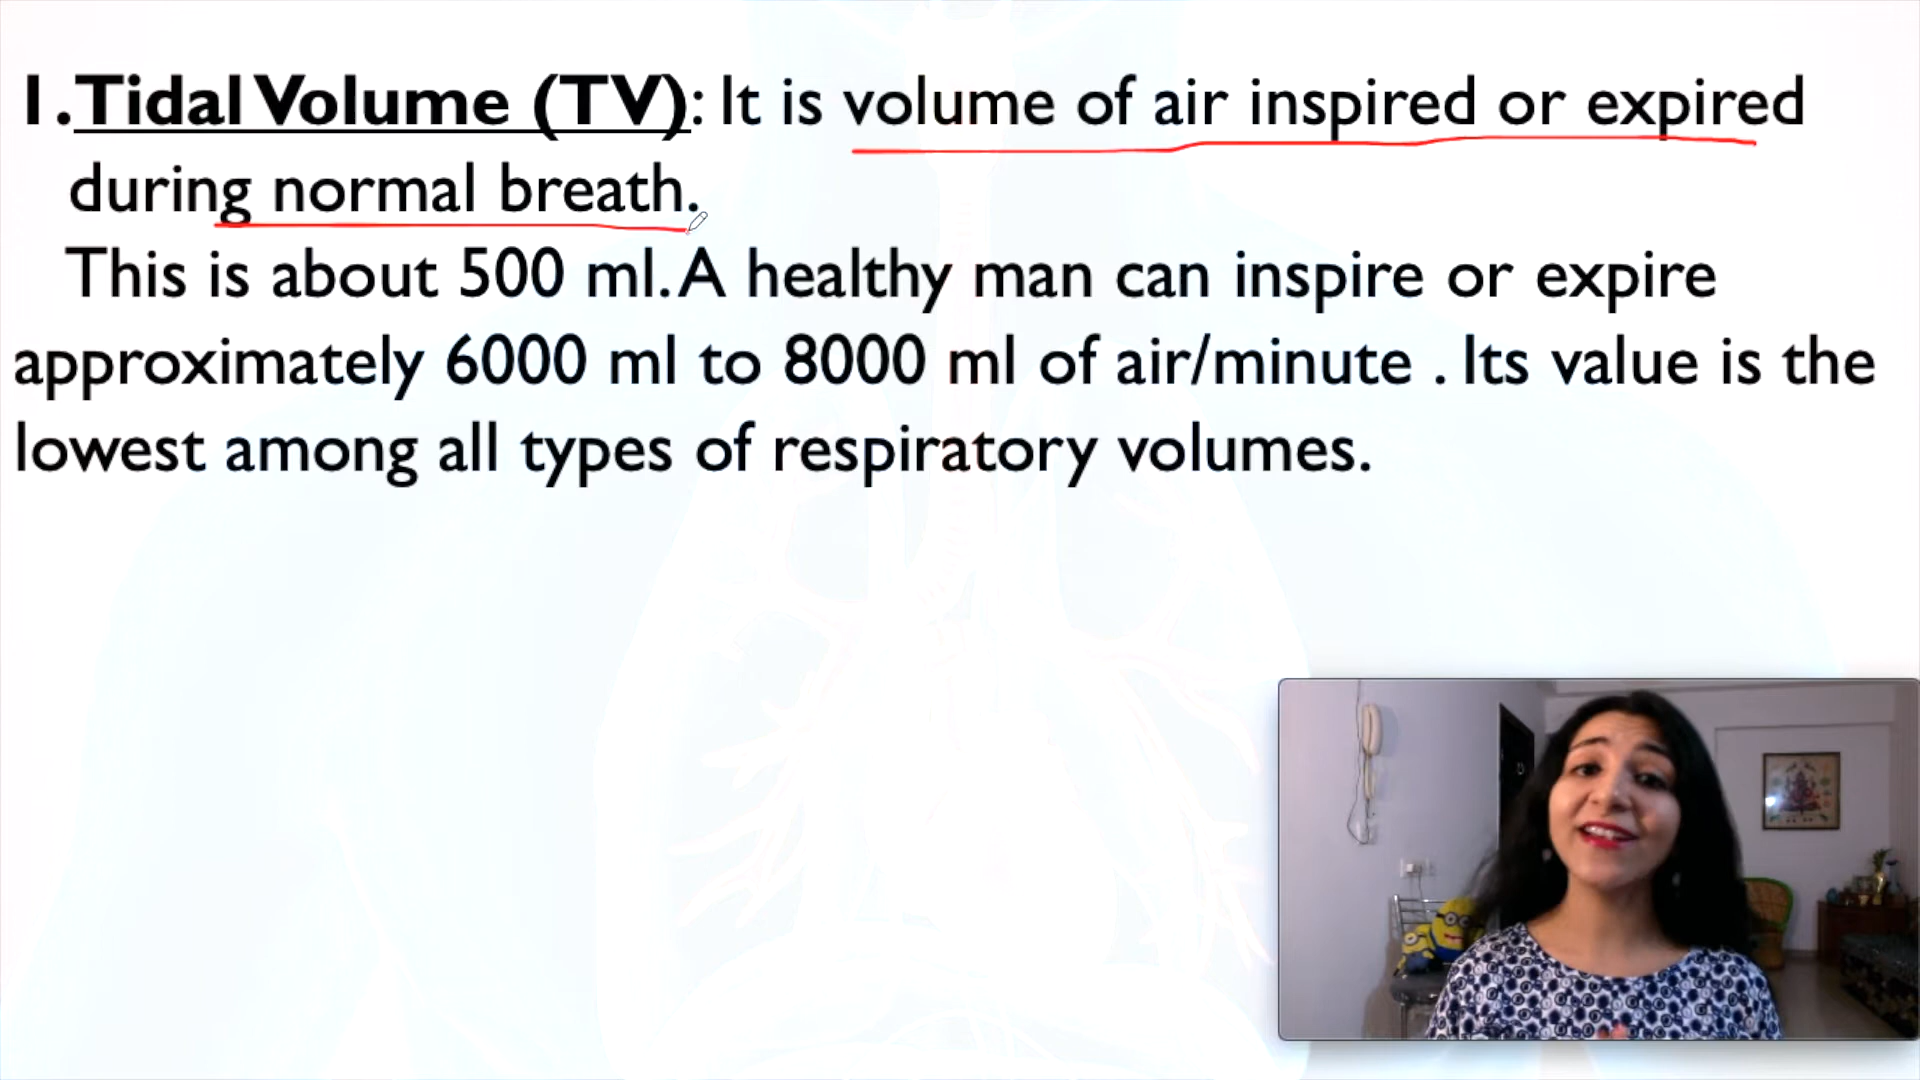 1. Tidal Volume (TV): It is volume of air inspired or expired
during normal breath.
This is about 500 ml. A healthy man can inspire or expire
approximately 6000 ml to 8000 ml of air/minute . Its value is the
lowest among all types of respiratory volumes.